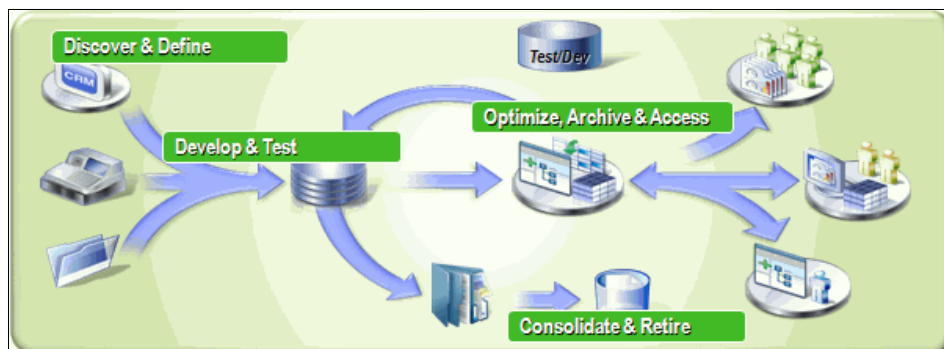 Discover & Define
CRM
Test/Dev
Optimize, Archive & Access
Develop & Test
Consolidate & Retire